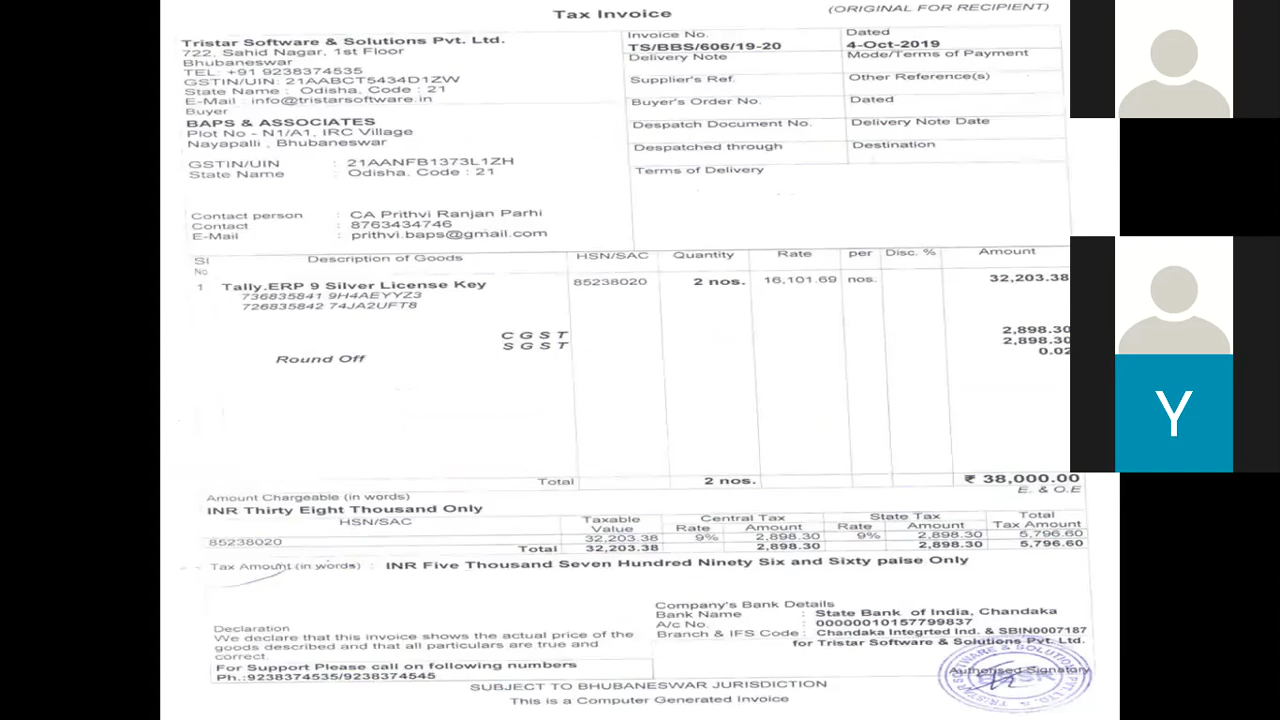 Tax Invoice
(ORIGINAL FOR RECIPIENT)
Tristar Software & Solutions Pvt. Ltd.
722, Sahid Nagar, 1st Floor
Bhubaneswar
TEL: +91 9238374535
GSTIN/UIN: 21AABCT5434D1ZW
State Name : Odisha, Code : 21
E-Mail : info@tristarsoftware.in
Buyer
BAPS & ASSOCIATES
Plot No - N1/A1, IRC Village
Nayapalli , Bhubaneswar
GSTIN/UIN : 21AANFB1373L1ZH
State Name : Odisha, Code : 21
Contact person : CA Prithvi Ranjan Parhi
Contact : 8763434746
E-Mail : prithvi.baps@gmail.com
Invoice No. Dated
TS/BBS/606/19-20 4-Oct-2019
Delivery Note Mode/Terms of Payment
Supplier's Ref. Other Reference(s)
Buyer's Order No. Dated
Despatch Document No. Delivery Note Date
Despatched through Destination
Terms of Delivery
Sl No Description of Goods HSN/SAC Quantity Rate per Disc. % Amount
1 Tally.ERP 9 Silver License Key 85238020 2 nos. 16,101.69 nos. 32,203.38
736835841 9H4AEYYZ3
726835842 74JA2UFT8
C G S T 2,898.30
S G S T 2,898.30
Round Off 0.02
Total 2 nos. ₹ 38,000.00
Amount Chargeable (in words) E. & O.E
INR Thirty Eight Thousand Only
HSN/SAC Taxable Value Central Tax State Tax Total Tax Amount
Rate Amount Rate Amount
85238020 32,203.38 9% 2,898.30 9% 2,898.30 5,796.60
Total 32,203.38 2,898.30 2,898.30 5,796.60
Tax Amount (in words) : INR Five Thousand Seven Hundred Ninety Six and Sixty paise Only
Company's Bank Details
Bank Name : State Bank of India, Chandaka
A/c No. : 00000010157799837
Branch & IFS Code : Chandaka Integrted Ind. & SBIN0007187
Declaration
We declare that this invoice shows the actual price of the
goods described and that all particulars are true and
correct.
For Support Please call on following numbers
Ph.:9238374535/9238374545
for Tristar Software & Solutions Pvt. Ltd.
Authorised Signatory
SUBJECT TO BHUBANESWAR JURISDICTION
This is a Computer Generated Invoice
Y